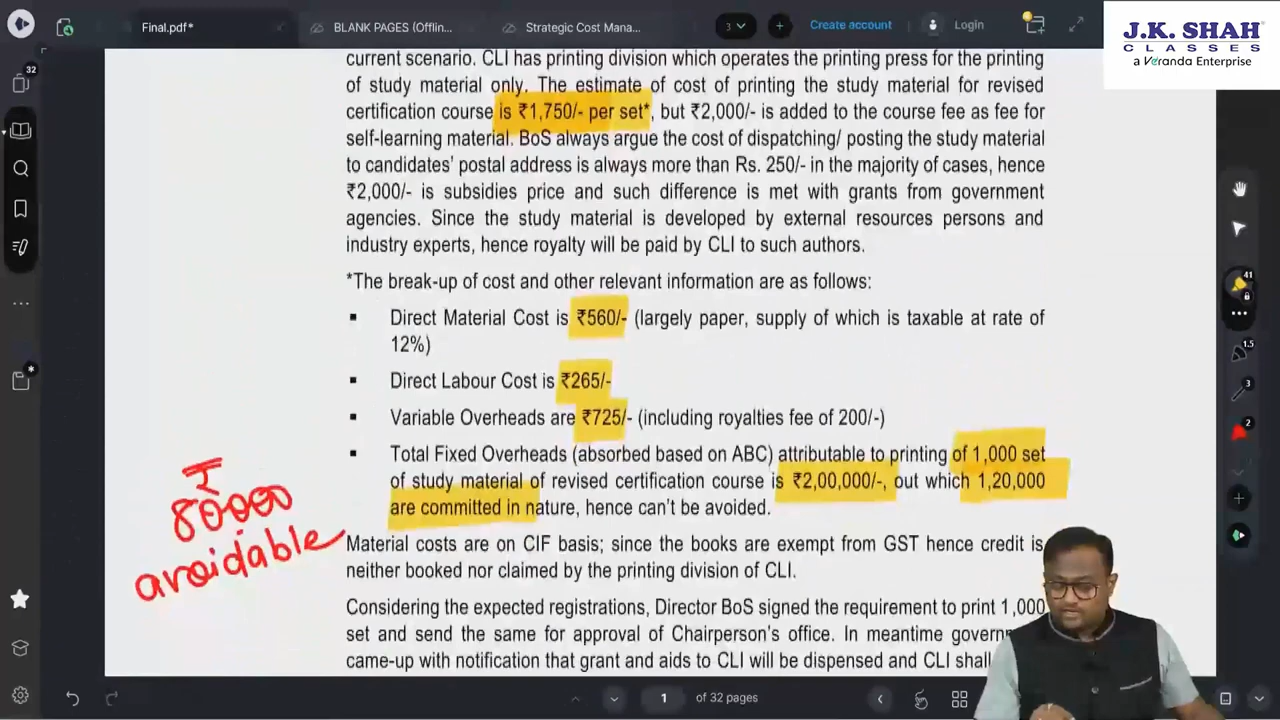 Final.pdf*
BLANK PAGES (Offlin...
Strategic Cost Man...
3
Create account
Login
J.K. SHAH
CLASSES
a Veranda Enterprise
32
current scenario. CLI has printing division which operates the printing press for the printing
of study material only. The estimate of cost of printing the study material for revised
certification course is ₹1,750/- per set*, but ₹2,000/- is added to the course fee as fee for
self-learning material. BoS always argue the cost of dispatching/ posting the study material
to candidates' postal address is always more than Rs. 250/- in the majority of cases, hence
₹2,000/- is subsidies price and such difference is met with grants from government
agencies. Since the study material is developed by external resources persons and
industry experts, hence royalty will be paid by CLI to such authors.
*The break-up of cost and other relevant information are as follows:
▪ Direct Material Cost is ₹560/- (largely paper, supply of which is taxable at rate of
12%)
▪ Direct Labour Cost is ₹265/-
▪ Variable Overheads are ₹725/- (including royalties fee of 200/-)
▪ Total Fixed Overheads (absorbed based on ABC) attributable to printing of 1,000 set
of study material of revised certification course is ₹2,00,000/-, out which 1,20,000
are committed in nature, hence can't be avoided.
₹
80000
avoidable
Material costs are on CIF basis; since the books are exempt from GST hence credit is
neither booked nor claimed by the printing division of CLI.
Considering the expected registrations, Director BoS signed the requirement to print 1,000
set and send the same for approval of Chairperson's office. In meantime govern
came-up with notification that grant and aids to CLI will be dispensed and CLI shall
41
1.5
3
2
1
of 32 pages